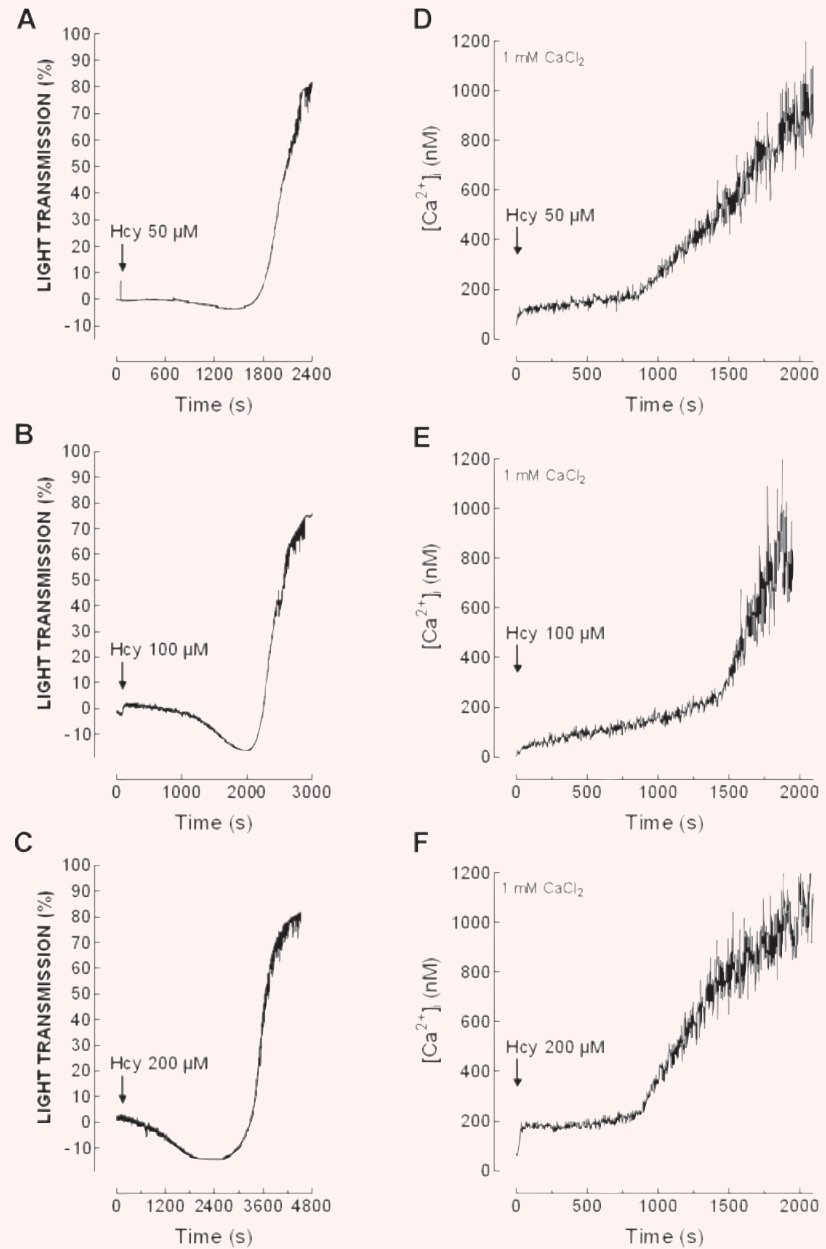 A
LIGHT TRANSMISSION (%)
100
90
80
70
60
50
40
30
20
10
0
-10
Hcy 50 µM
0 600 1200 1800 2400
Time (s)
D
[Ca²⁺]ᵢ (nM)
1200
1000
800
600
400
200
0
1 mM CaCl₂
Hcy 50 µM
0 500 1000 1500 2000
Time (s)
B
LIGHT TRANSMISSION (%)
100
90
80
70
60
50
40
30
20
10
0
-10
Hcy 100 µM
0 1000 2000 3000
Time (s)
E
[Ca²⁺]ᵢ (nM)
1200
1000
800
600
400
200
0
1 mM CaCl₂
Hcy 100 µM
0 500 1000 1500 2000
Time (s)
C
LIGHT TRANSMISSION (%)
100
90
80
70
60
50
40
30
20
10
0
-10
Hcy 200 µM
0 1200 2400 3600 4800
Time (s)
F
[Ca²⁺]ᵢ (nM)
1200
1000
800
600
400
200
0
1 mM CaCl₂
Hcy 200 µM
0 500 1000 1500 2000
Time (s)